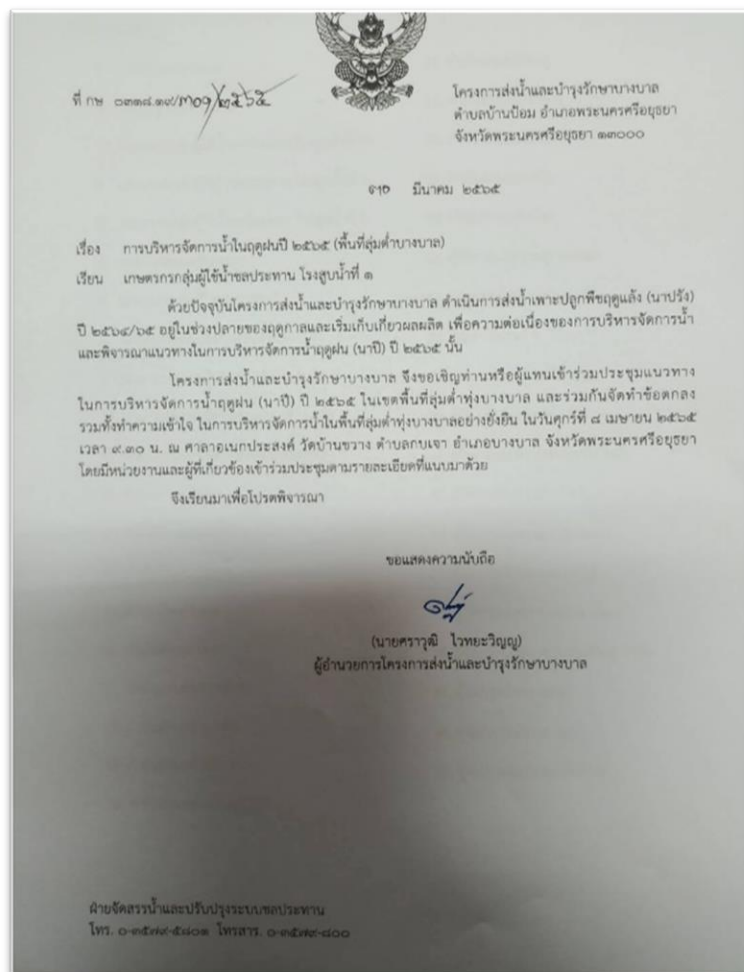 ที่ กษ ๐๓๑๘.๑๙/๓๐๑/๒๕๖๕
โครงการส่งน้ำและบำรุงรักษาบางบาล
ตำบลบ้านป้อม อำเภอพระนครศรีอยุธยา
จังหวัดพระนครศรีอยุธยา ๑๓๐๐๐
มีนาคม ๒๕๖๕
เรื่อง การบริหารจัดการน้ำในฤดูฝนปี ๒๕๖๕ (พื้นที่ลุ่มต่ำบางบาล)
เรียน เกษตรกรกลุ่มผู้ใช้น้ำชลประทาน โรงสูบน้ำที่ ๑
ด้วยปัจจุบันโครงการส่งน้ำและบำรุงรักษาบางบาล ดำเนินการส่งน้ำเพาะปลูกพืชฤดูแล้ง (นาปรัง)
ปี ๒๕๖๔/๖๕ อยู่ในช่วงปลายของฤดูกาลและเริ่มเก็บเกี่ยวผลผลิต เพื่อความต่อเนื่องของการบริหารจัดการน้ำ
และพิจารณาแนวทางในการบริหารจัดการน้ำฤดูฝน (นาปี) ปี ๒๕๖๕ นั้น
โครงการส่งน้ำและบำรุงรักษาบางบาล จึงขอเชิญท่านหรือผู้แทนเข้าร่วมประชุมแนวทาง
ในการบริหารจัดการน้ำฤดูฝน (นาปี) ปี ๒๕๖๕ ในเขตพื้นที่ลุ่มต่ำทุ่งบางบาล และร่วมกันจัดทำข้อตกลง
รวมทั้งทำความเข้าใจ ในการบริหารจัดการน้ำในพื้นที่ลุ่มต่ำทุ่งบางบาลอย่างยั่งยืน ในวันศุกร์ที่ ๘ เมษายน ๒๕๖๕
เวลา ๙.๓๐ น. ณ ศาลาอเนกประสงค์ วัดบ้านขวาง ตำบลกบเจา อำเภอบางบาล จังหวัดพระนครศรีอยุธยา
โดยมีหน่วยงานและผู้ที่เกี่ยวข้องเข้าร่วมประชุมตามรายละเอียดที่แนบมาด้วย
จึงเรียนมาเพื่อโปรดพิจารณา
ขอแสดงความนับถือ
(นายศราวุฒิ ไวทยะวิญญู)
ผู้อำนวยการโครงการส่งน้ำและบำรุงรักษาบางบาล
ฝ่ายจัดสรรน้ำและปรับปรุงระบบชลประทาน
โทร. ๐-๓๕๗๙-๕๘๐๑ โทรสาร. ๐-๓๕๗๙-๘๐๐